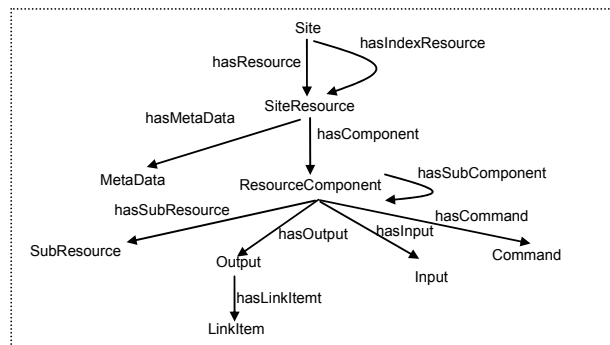 Site
hasIndexResource
hasResource
SiteResource
hasMetaData
hasComponent
MetaData
hasSubComponent
ResourceComponent
hasSubResource
hasCommand
hasOutput
hasInput
SubResource
Output
Input
Command
hasLinkItemt
LinkItem